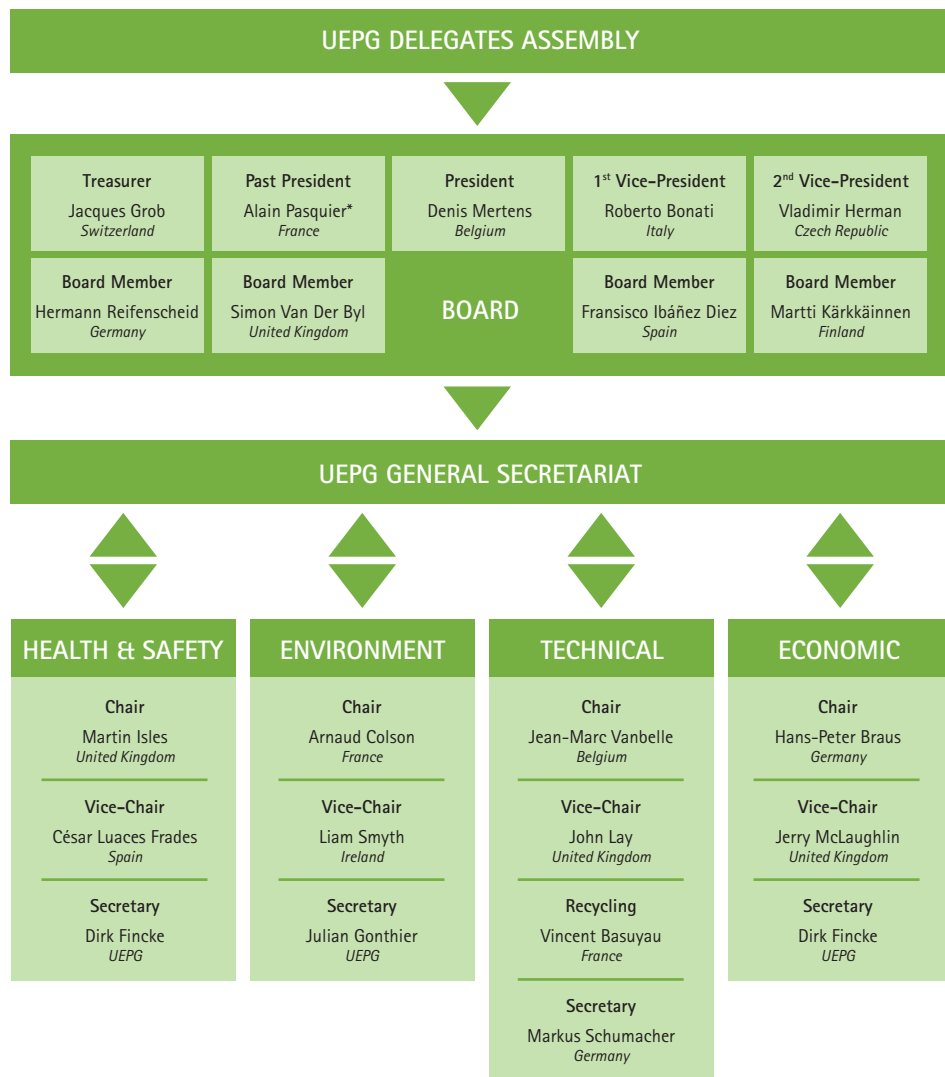 UEPG DELEGATES ASSEMBLY
Treasurer
Jacques Grob
Switzerland
Past President
Alain Pasquier*
France
President
Denis Mertens
Belgium
1st Vice-President
Roberto Bonati
Italy
2nd Vice-President
Vladimir Herman
Czech Republic
Board Member
Hermann Reifenscheid
Germany
Board Member
Simon Van Der Byl
United Kingdom
BOARD
Board Member
Fransisco Ibáñez Diez
Spain
Board Member
Martti Kärkkäinnen
Finland
UEPG GENERAL SECRETARIAT
HEALTH & SAFETY
Chair
Martin Isles
United Kingdom
Vice-Chair
César Luaces Frades
Spain
Secretary
Dirk Fincke
UEPG
ENVIRONMENT
Chair
Arnaud Colson
France
Vice-Chair
Liam Smyth
Ireland
Secretary
Julian Gonthier
UEPG
TECHNICAL
Chair
Jean-Marc Vanbelle
Belgium
Vice-Chair
John Lay
United Kingdom
Recycling
Vincent Basuyau
France
Secretary
Markus Schumacher
Germany
ECONOMIC
Chair
Hans-Peter Braus
Germany
Vice-Chair
Jerry McLaughlin
United Kingdom
Secretary
Dirk Fincke
UEPG